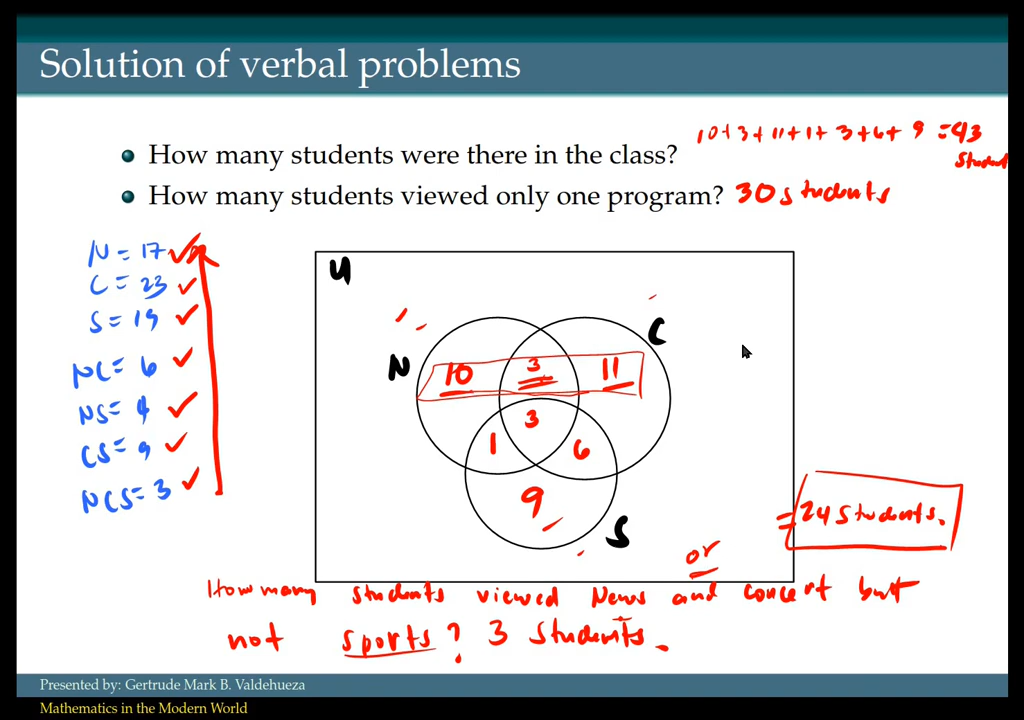 Solution of verbal problems
10+3+11+1+3+6+9 =43
Student
How many students were there in the class?
How many students viewed only one program? 30 students
N = 17
C = 23
S = 19
NC = 6
NS = 4
CS = 9
NCS = 3
U
N
C
10
3
11
3
1
6
9
S
= 24 students.
or
How many students viewed News and concert but
not sports? 3 students.
Presented by: Gertrude Mark B. Valdehueza
Mathematics in the Modern World